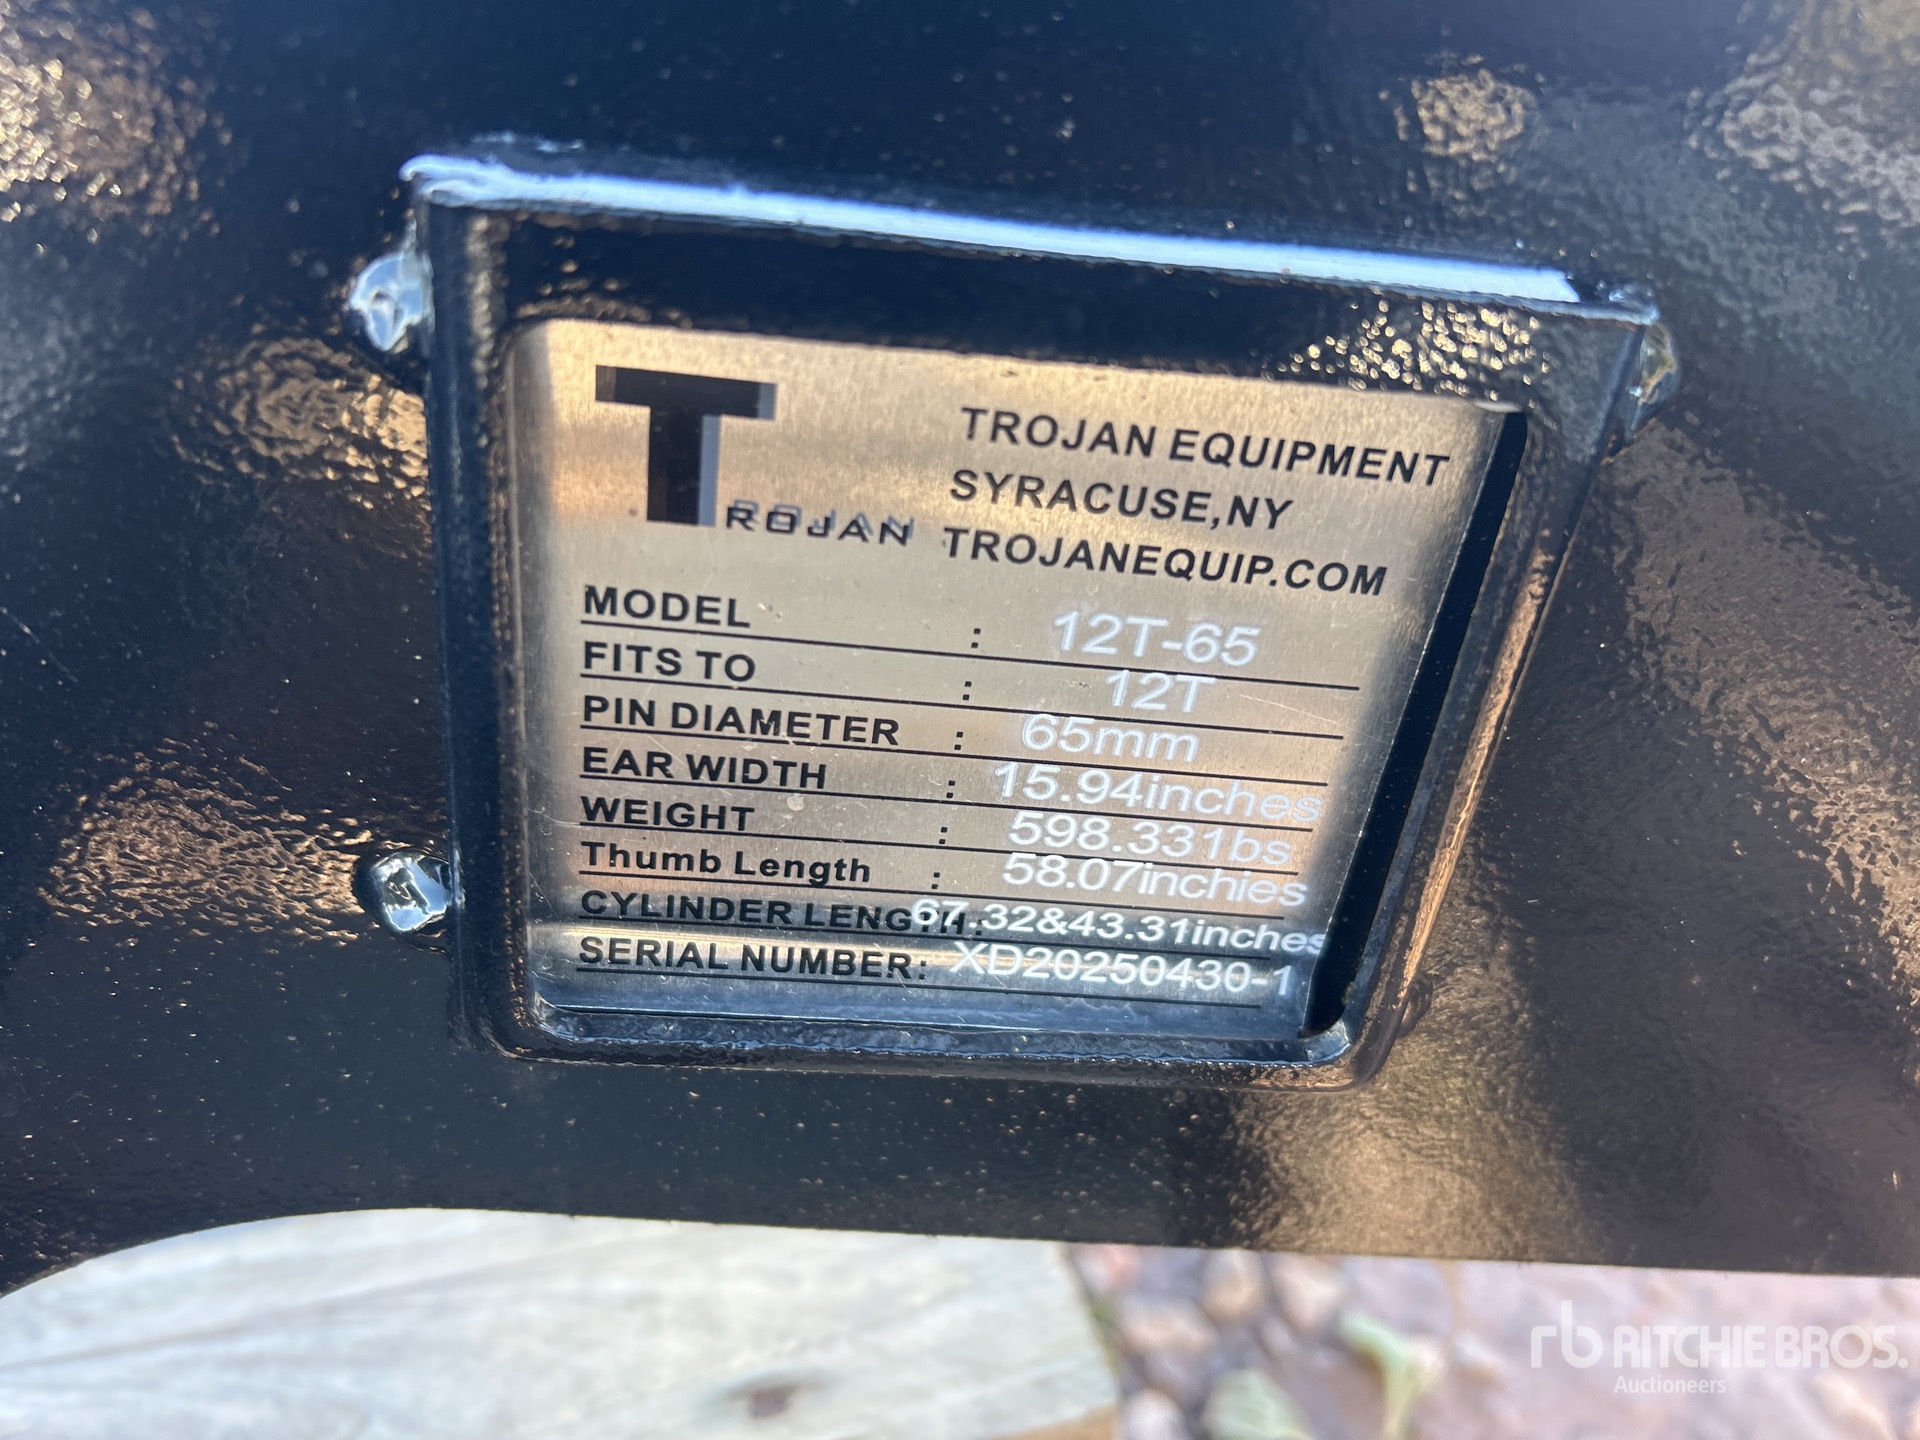 TROJAN
TROJAN EQUIPMENT
SYRACUSE,NY
TROJANEQUIP.COM
MODEL : 12T-65
FITS TO : 12T
PIN DIAMETER : 65mm
EAR WIDTH : 15.94inches
WEIGHT : 598.331bs
Thumb Length : 58.07inchies
CYLINDER LENGTH: 67.32&43.31inches
SERIAL NUMBER: XD20250430-1
rb RITCHIE BROS.
Auctioneers